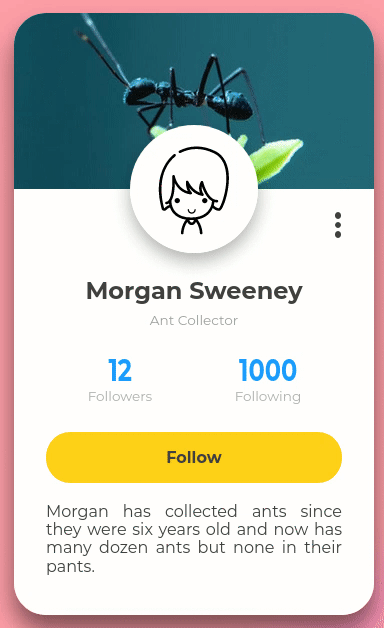 Morgan Sweeney
Ant Collector
12 1000
Followers Following
Follow
Morgan has collected ants since
they were six years old and now has
many dozen ants but none in their
pants.